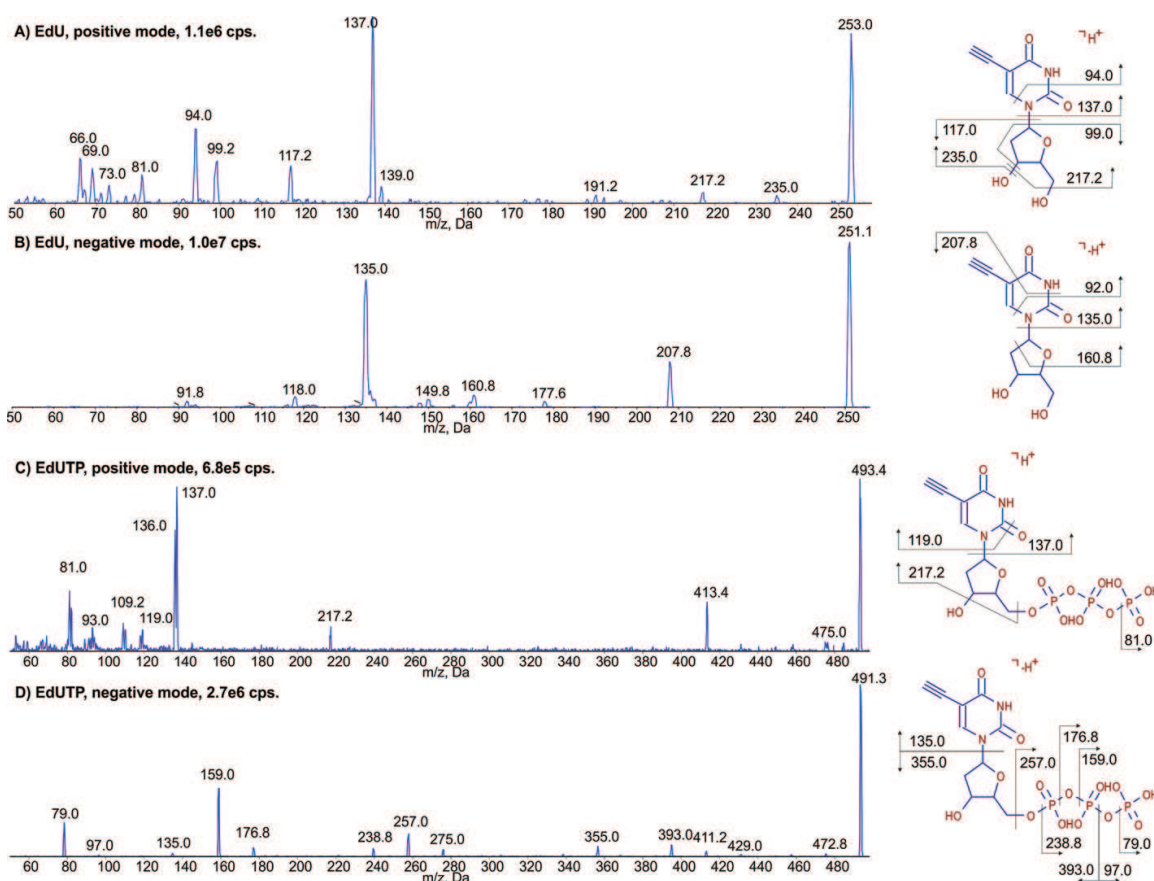 A) EdU, positive mode, 1.1e6 cps.
66.0
69.0
73.0
81.0
94.0
99.2
117.2
137.0
139.0
191.2
217.2
235.0
253.0
50 60 70 80 90 100 110 120 130 140 150 160 174 180 190 200 210 220 234 240 250
m/z, Da
H+
O
NH
N
O
O
HO
HO
94.0
137.0
117.0
99.0
235.0
217.2
B) EdU, negative mode, 1.0e7 cps.
91.8
118.0
135.0
149.8
160.8
177.6
207.8
251.1
50 60 70 80 90 100 110 120 130 140 150 160 170 180 190 200 210 220 230 240 250
m/z, Da
-H+
207.8
O
NH
N
O
O
HO
HO
92.0
135.0
160.8
C) EdUTP, positive mode, 6.8e5 cps.
81.0
93.0
109.2
119.0
136.0
137.0
217.2
413.4
475.0
493.4
60 80 100 120 140 160 180 200 220 240 260 280 300 320 340 360 380 400 420 440 460 480
m/z, Da
H+
O
NH
N
O
119.0
137.0
217.2
O
HO
O
O
P
O
OH
O
P
HO
P
OH
O
OH
O
81.0
D) EdUTP, negative mode, 2.7e6 cps.
79.0
97.0
135.0
159.0
176.8
238.8
257.0
275.0
355.0
393.0
411.2
429.0
472.8
491.3
60 80 100 120 140 160 180 200 220 240 260 280 300 320 340 360 380 400 420 440 460 480
m/z, Da
-H+
O
NH
N
O
135.0
355.0
257.0
176.8
159.0
O
HO
O
O
P
O
OH
O
P
HO
P
OH
O
OH
O
238.8
79.0
393.0
97.0